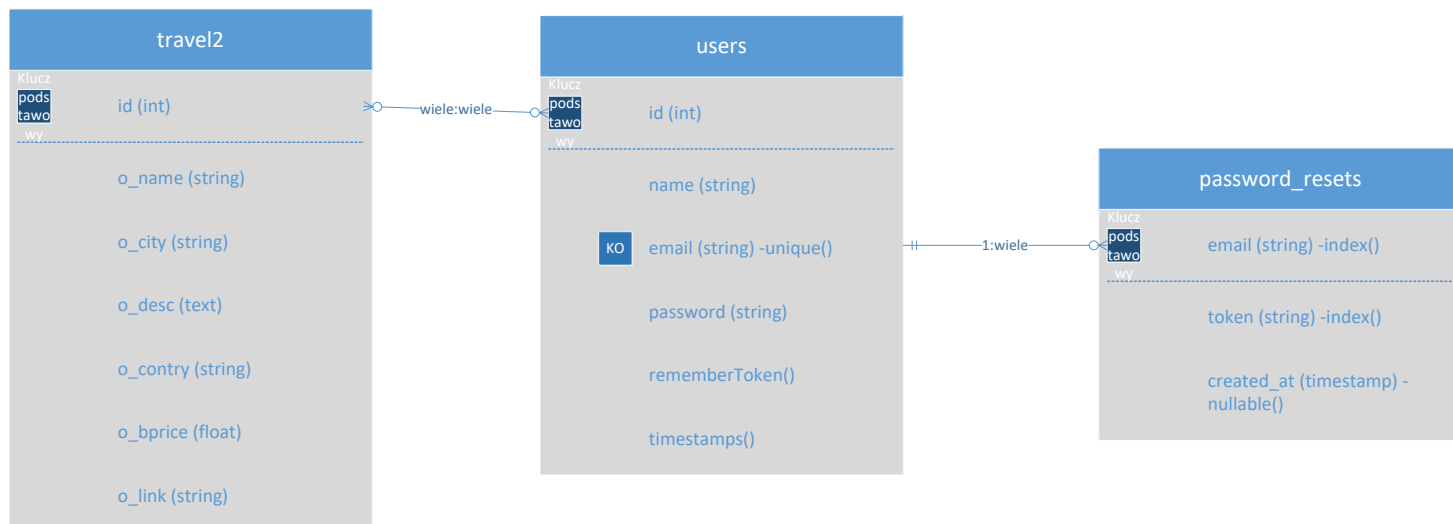 travel2
Klucz
pods
tawo
wy
id (int)
o_name (string)
o_city (string)
o_desc (text)
o_contry (string)
o_bprice (float)
o_link (string)
wiele:wiele
users
Klucz
pods
tawo
wy
id (int)
name (string)
KO
email (string) -unique()
password (string)
rememberToken()
timestamps()
1:wiele
password_resets
Klucz
pods
tawo
wy
email (string) -index()
token (string) -index()
created_at (timestamp) -
nullable()